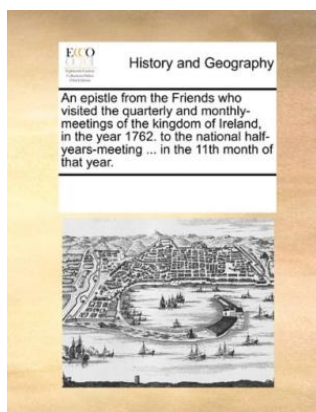 ECCO
History and Geography
An epistle from the Friends who
visited the quarterly and monthly-
meetings of the kingdom of Ireland,
in the year 1762. to the national half-
years-meeting ... in the 11th month of
that year.